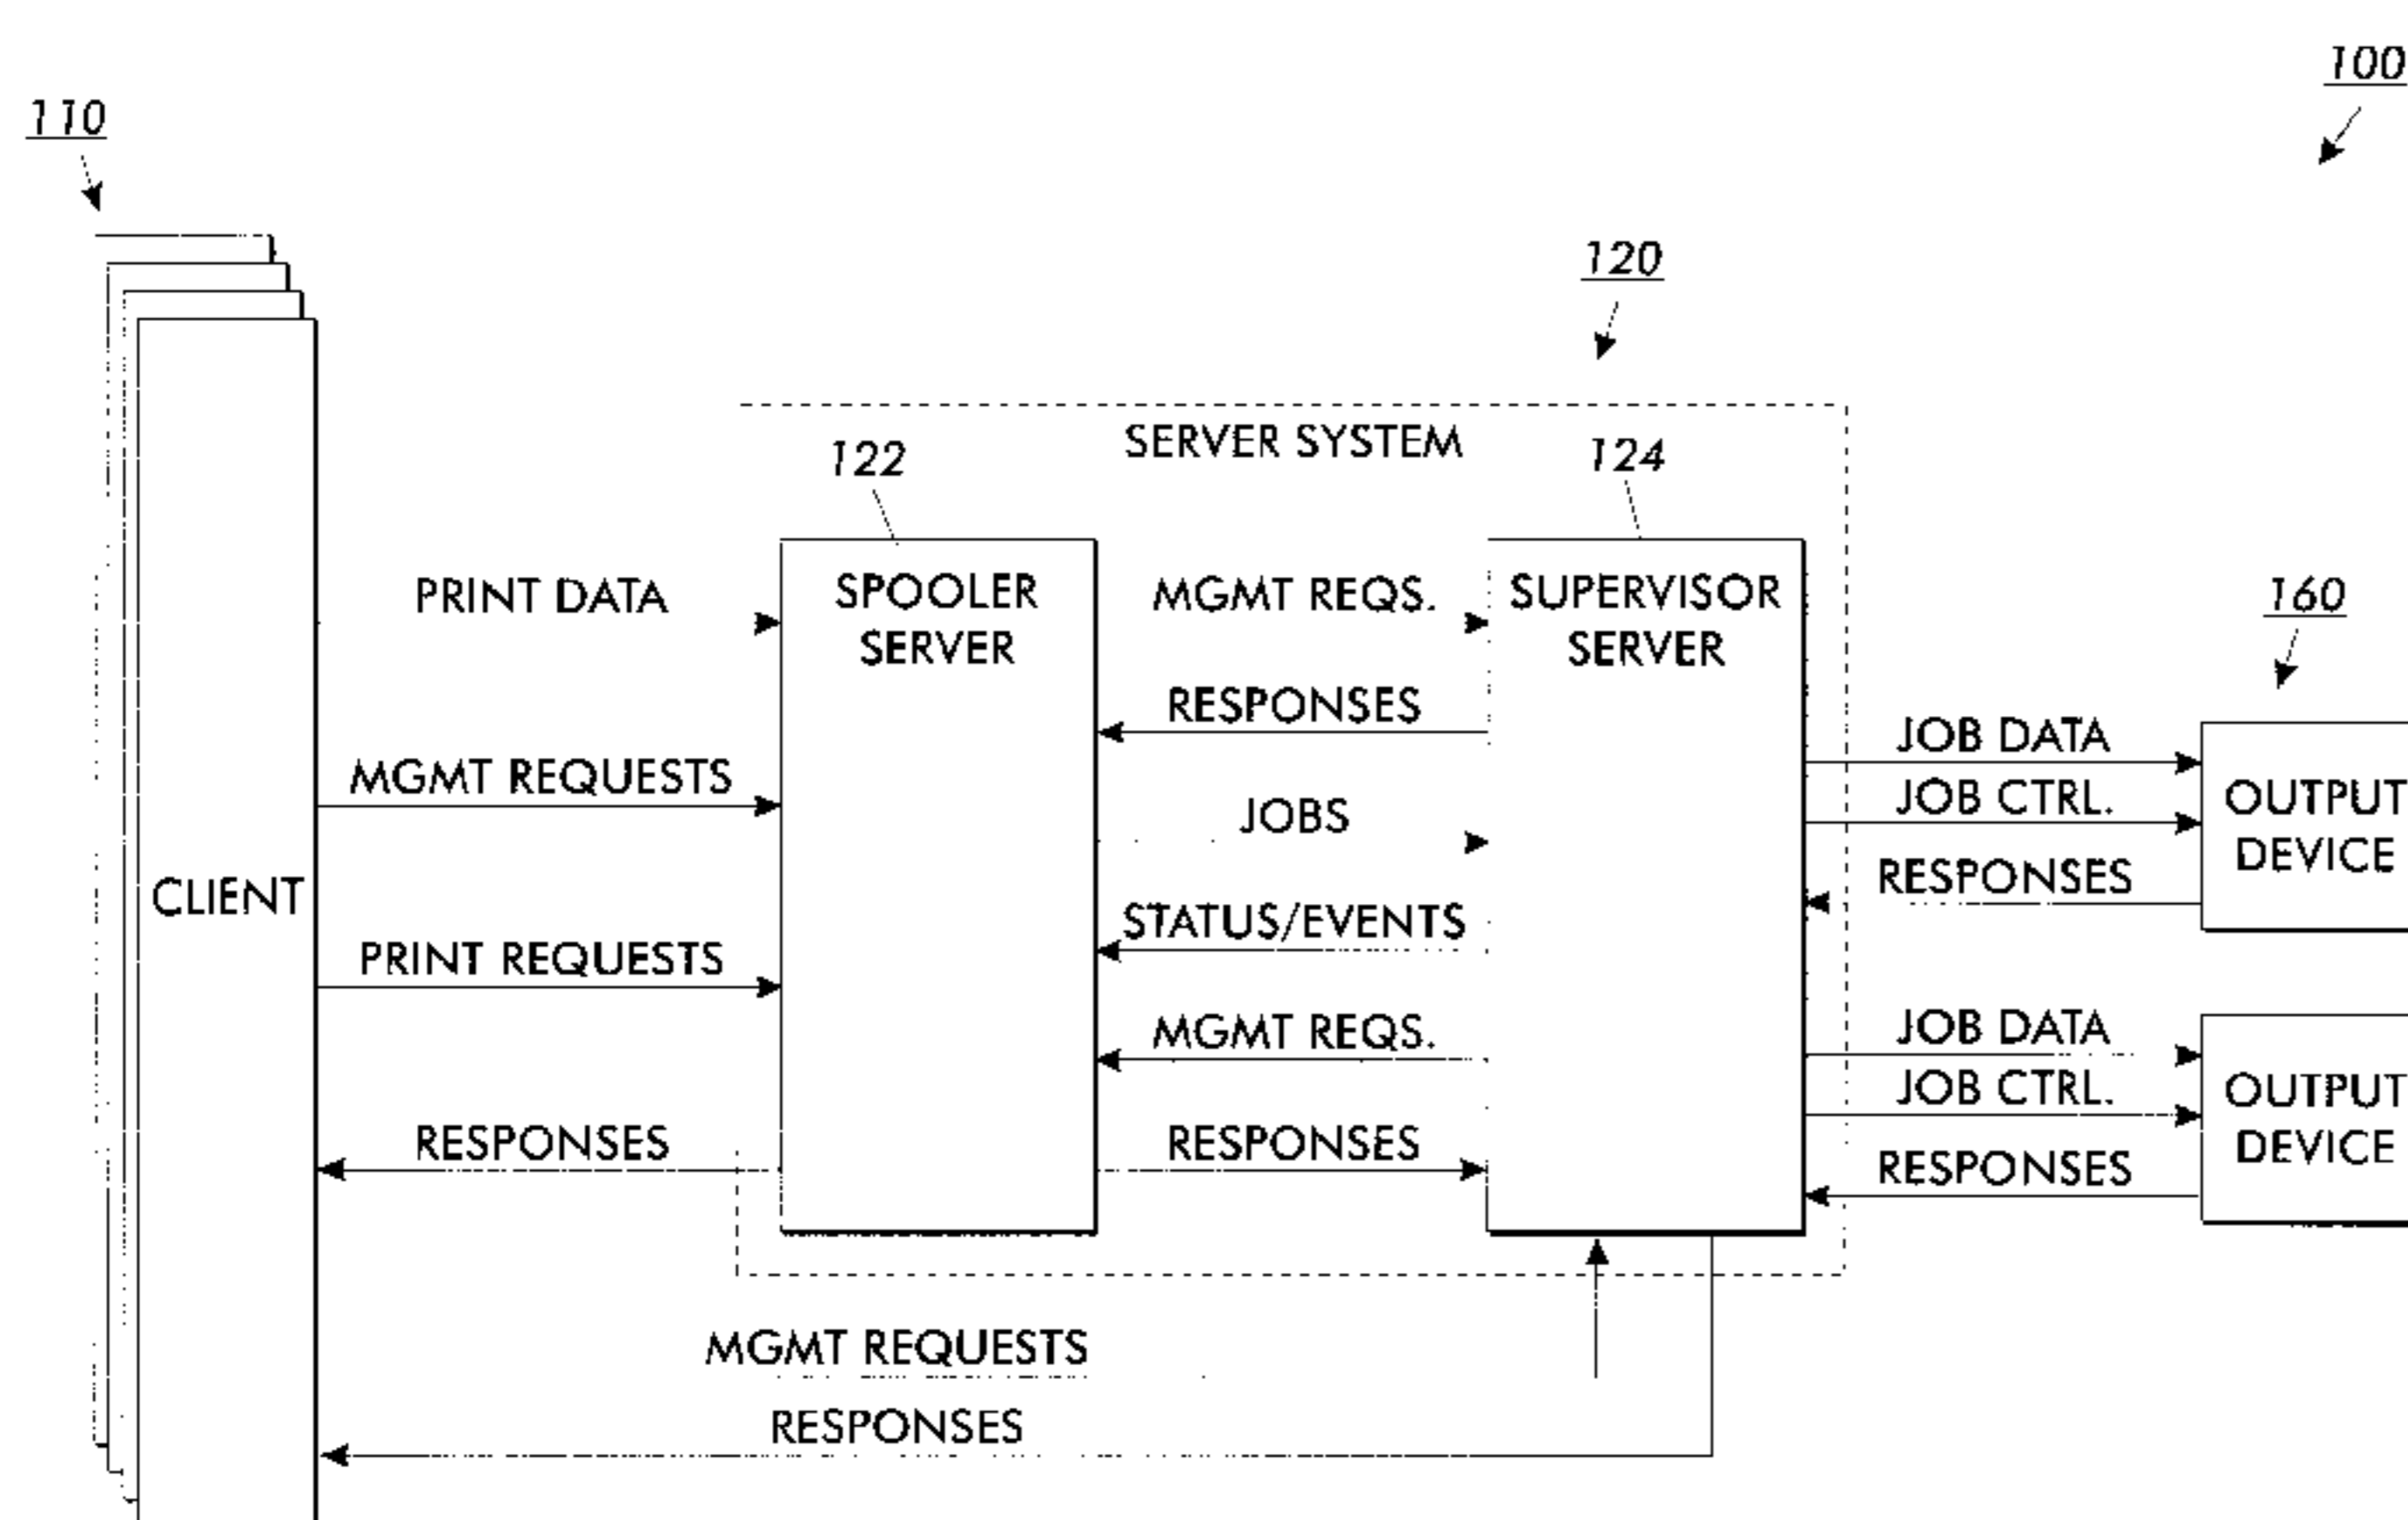 100
110
120
SERVER SYSTEM
122
124
PRINT DATA
SPOOLER
SERVER
MGMT REQS.
SUPERVISOR
SERVER
160
RESPONSES
JOB DATA
MGMT REQUESTS
JOBS
JOB CTRL.
OUTPUT
DEVICE
CLIENT
RESPONSES
PRINT REQUESTS
STATUS/EVENTS
MGMT REQS.
JOB DATA
JOB CTRL.
OUTPUT
DEVICE
RESPONSES
RESPONSES
RESPONSES
MGMT REQUESTS
RESPONSES